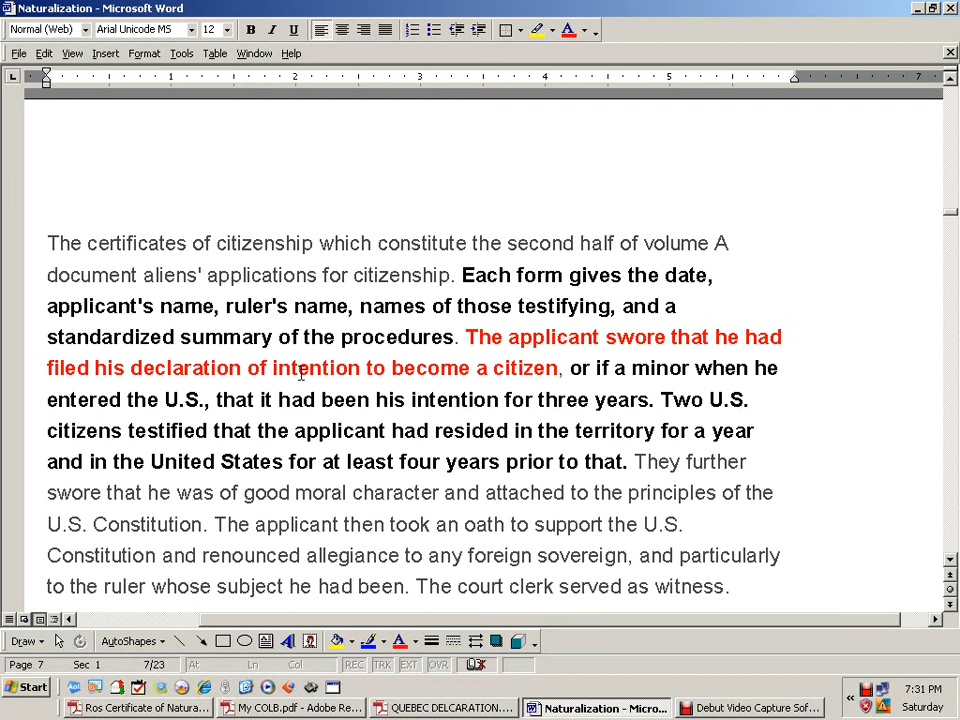 Naturalization - Microsoft Word
Normal (Web) Arial Unicode MS 12 B I U A
File Edit View Insert Format Tools Table Window Help
L 1 2 3 4 5 7
The certificates of citizenship which constitute the second half of volume A
document aliens' applications for citizenship. Each form gives the date,
applicant's name, ruler's name, names of those testifying, and a
standardized summary of the procedures. The applicant swore that he had
filed his declaration of intention to become a citizen, or if a minor when he
entered the U.S., that it had been his intention for three years. Two U.S.
citizens testified that the applicant had resided in the territory for a year
and in the United States for at least four years prior to that. They further
swore that he was of good moral character and attached to the principles of the
U.S. Constitution. The applicant then took an oath to support the U.S.
Constitution and renounced allegiance to any foreign sovereign, and particularly
to the ruler whose subject he had been. The court clerk served as witness.
Draw AutoShapes A A
Page 7 Sec 1 7/23 At Ln Col REC TRK EXT OVR
Start 7:31 PM
Ros Certificate of Natura... My COLB.pdf - Adobe Re... QUEBEC DELCARATION.... Naturalization - Micro... Debut Video Capture Sof... Saturday